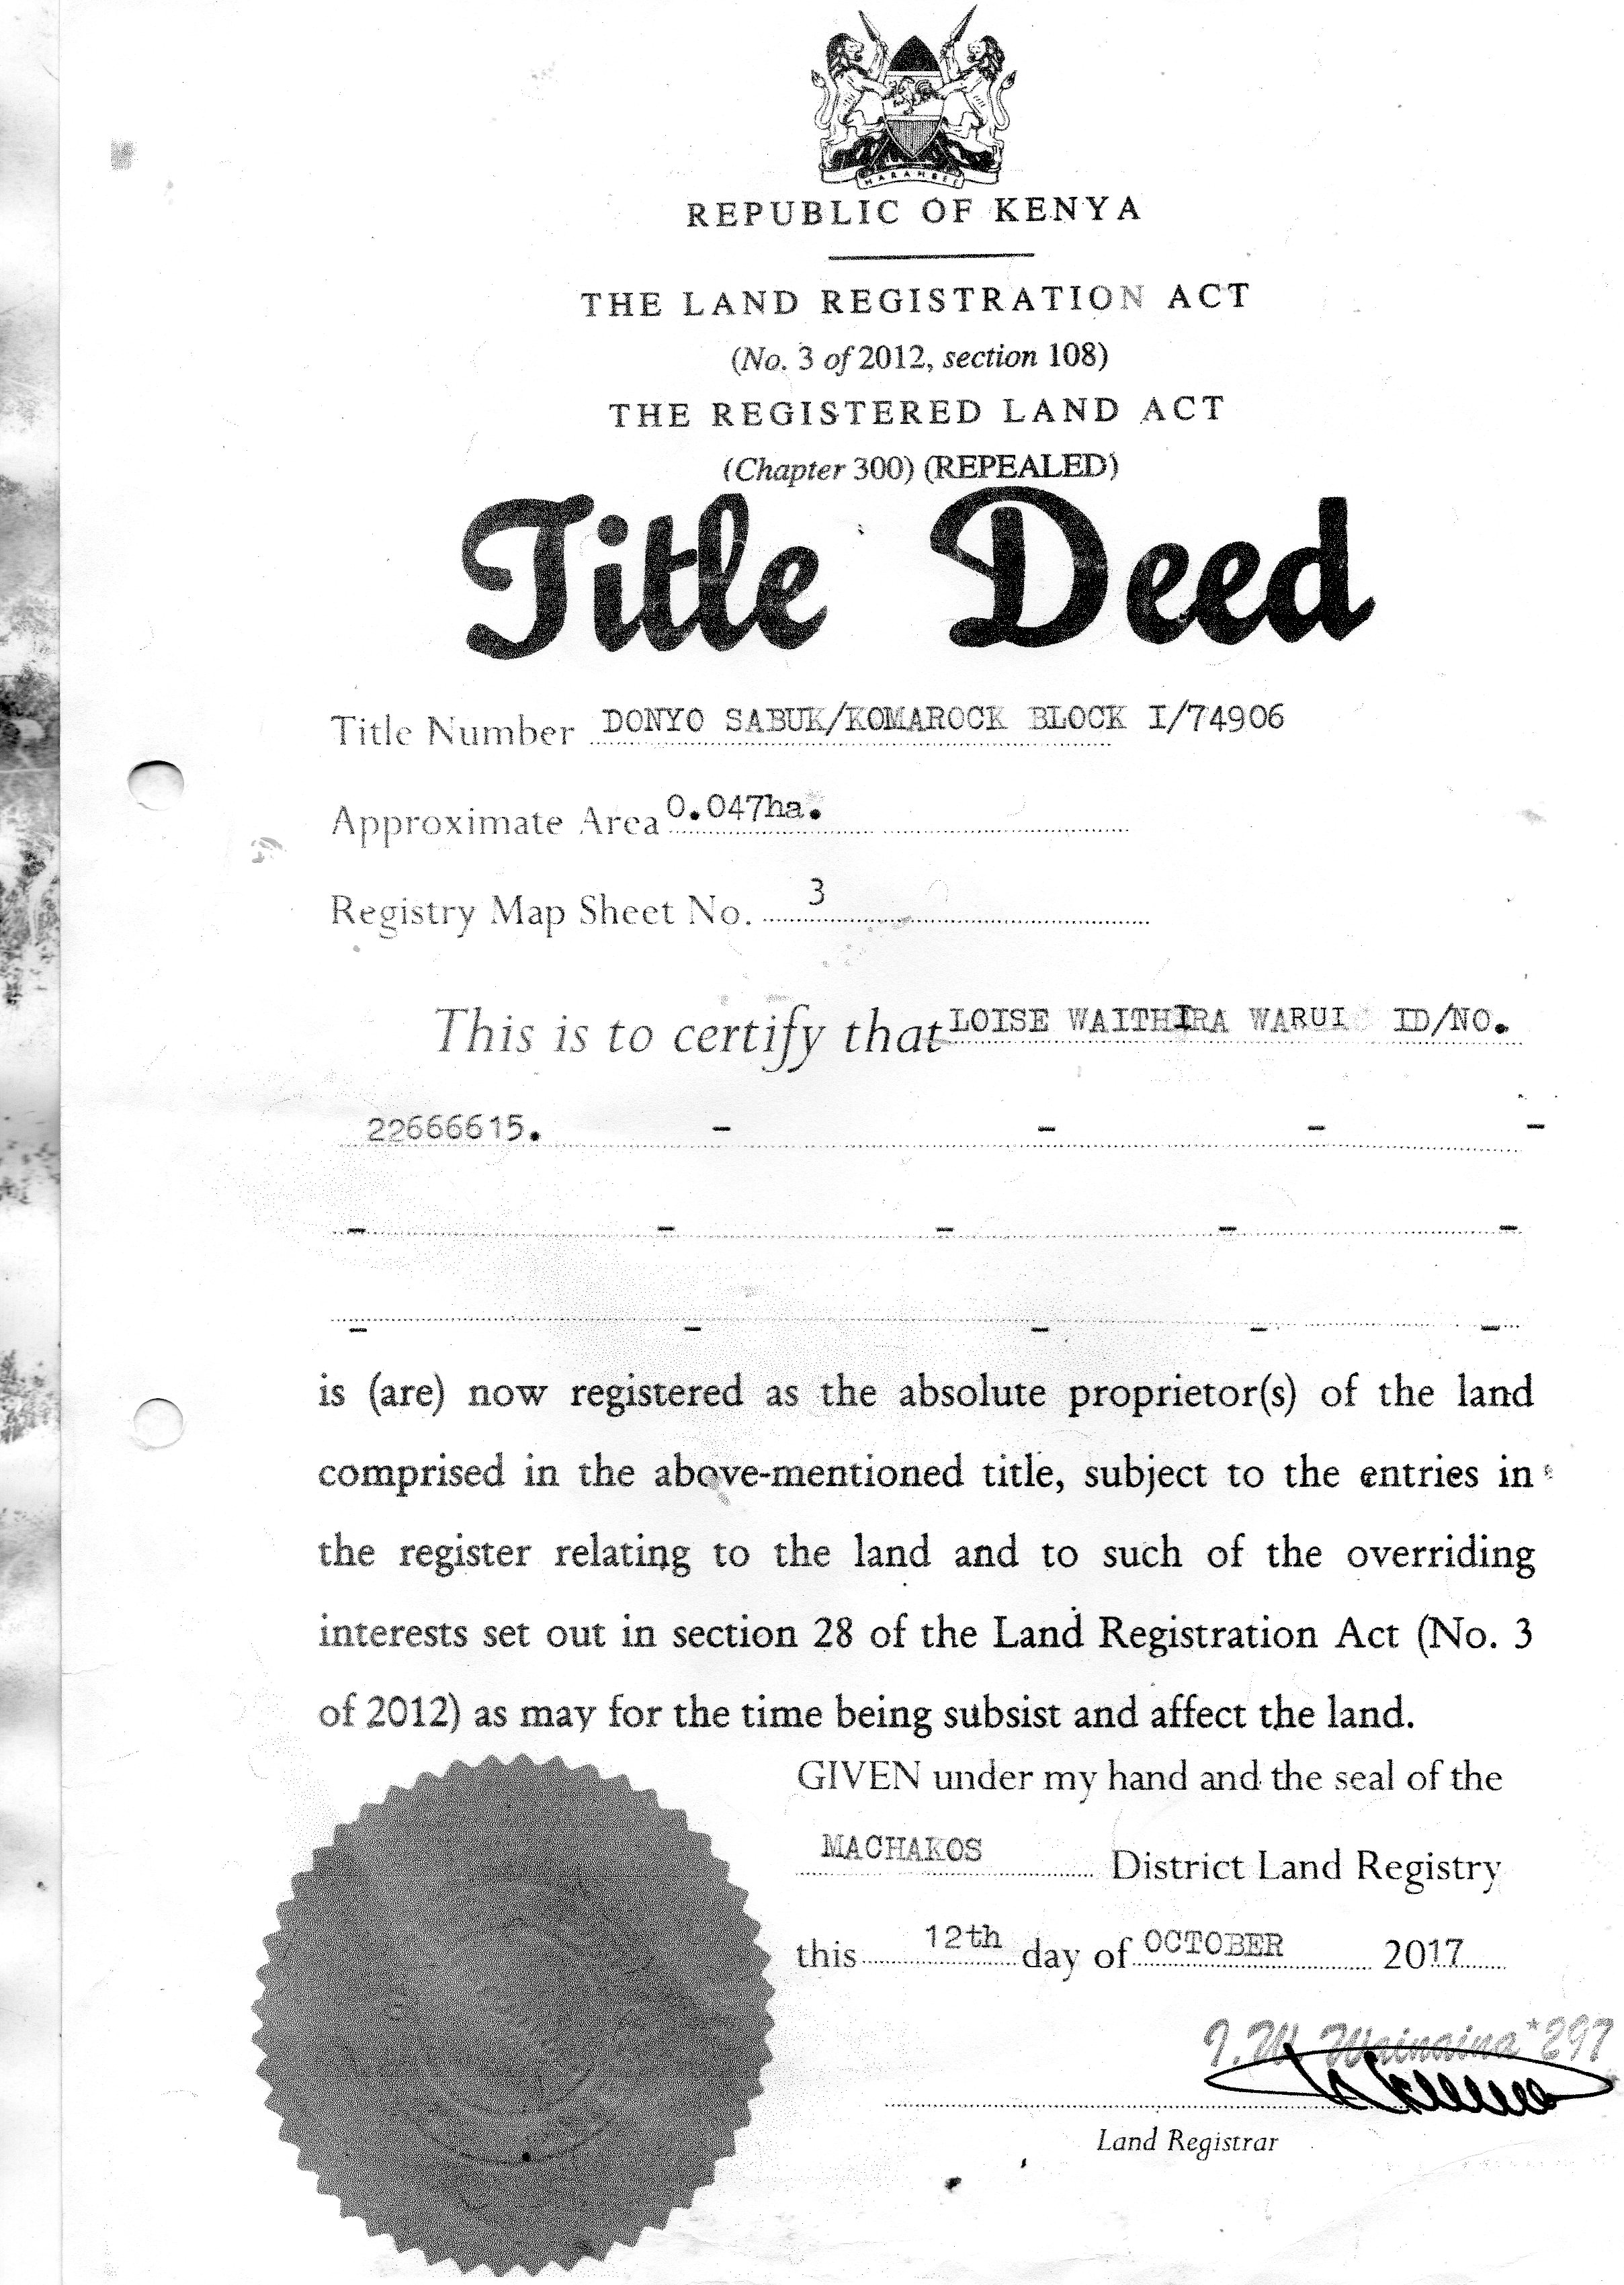 HARAMBEE
REPUBLIC OF KENYA
THE LAND REGISTRATION ACT
(No. 3 of 2012, section 108)
THE REGISTERED LAND ACT
(Chapter 300) (REPEALED)
Title Deed
Title Number DONYO SABUK/KOMAROCK BLOCK I/74906
Approximate Area 0.047ha.
Registry Map Sheet No. 3
This is to certify that LOISE WAITHIRA WARUI ID/NO.
22666615. - - - -
- - - - -
- - - - -
is (are) now registered as the absolute proprietor(s) of the land
comprised in the above-mentioned title, subject to the entries in
the register relating to the land and to such of the overriding
interests set out in section 28 of the Land Registration Act (No. 3
of 2012) as may for the time being subsist and affect the land.
GIVEN under my hand and the seal of the
MACHAKOS District Land Registry
this 12th day of OCTOBER 2017
I. W. Wainaina *297
Land Registrar